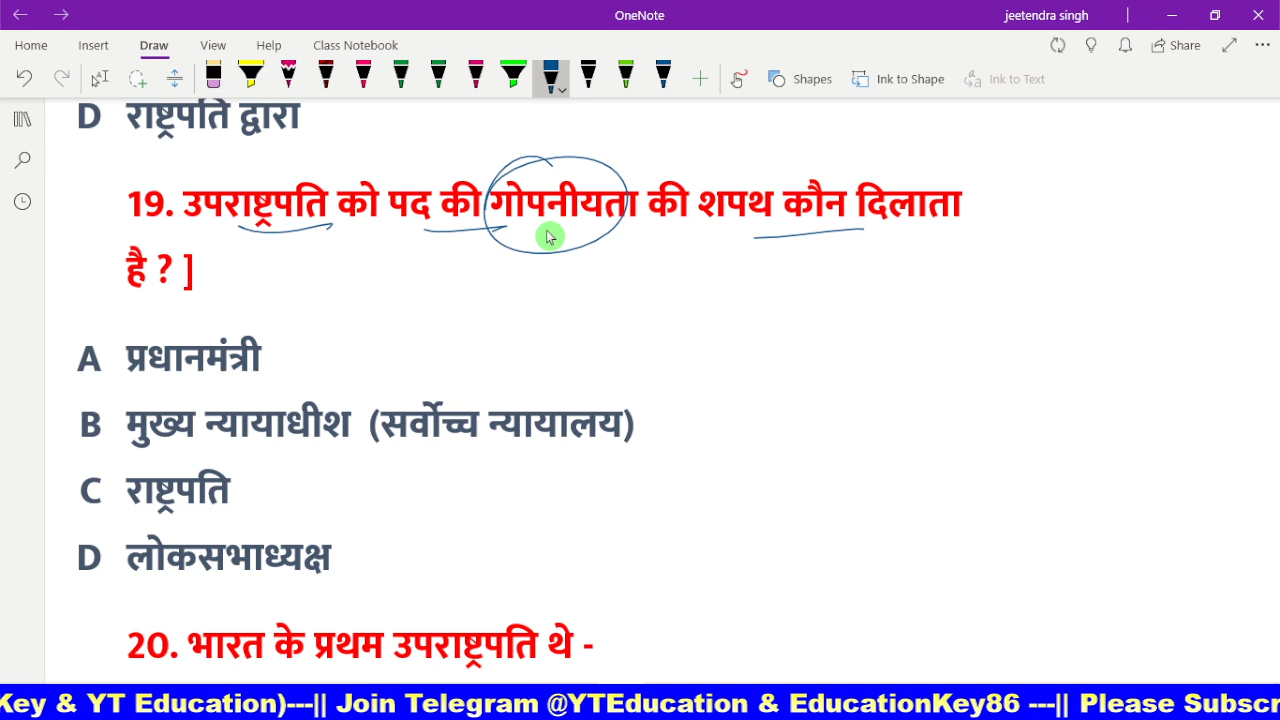 OneNote
jeetendra singh
Home Insert Draw View Help Class Notebook
Share
Shapes
Ink to Shape
Ink to Text
D राष्ट्रपति द्वारा
19. उपराष्ट्रपति को पद की गोपनीयता की शपथ कौन दिलाता
है ? ]
A प्रधानमंत्री
B मुख्य न्यायाधीश (सर्वोच्च न्यायालय)
C राष्ट्रपति
D लोकसभाध्यक्ष
20. भारत के प्रथम उपराष्ट्रपति थे -
Key & YT Education)---|| Join Telegram @YTEducation & EducationKey86 ---|| Please Subscr